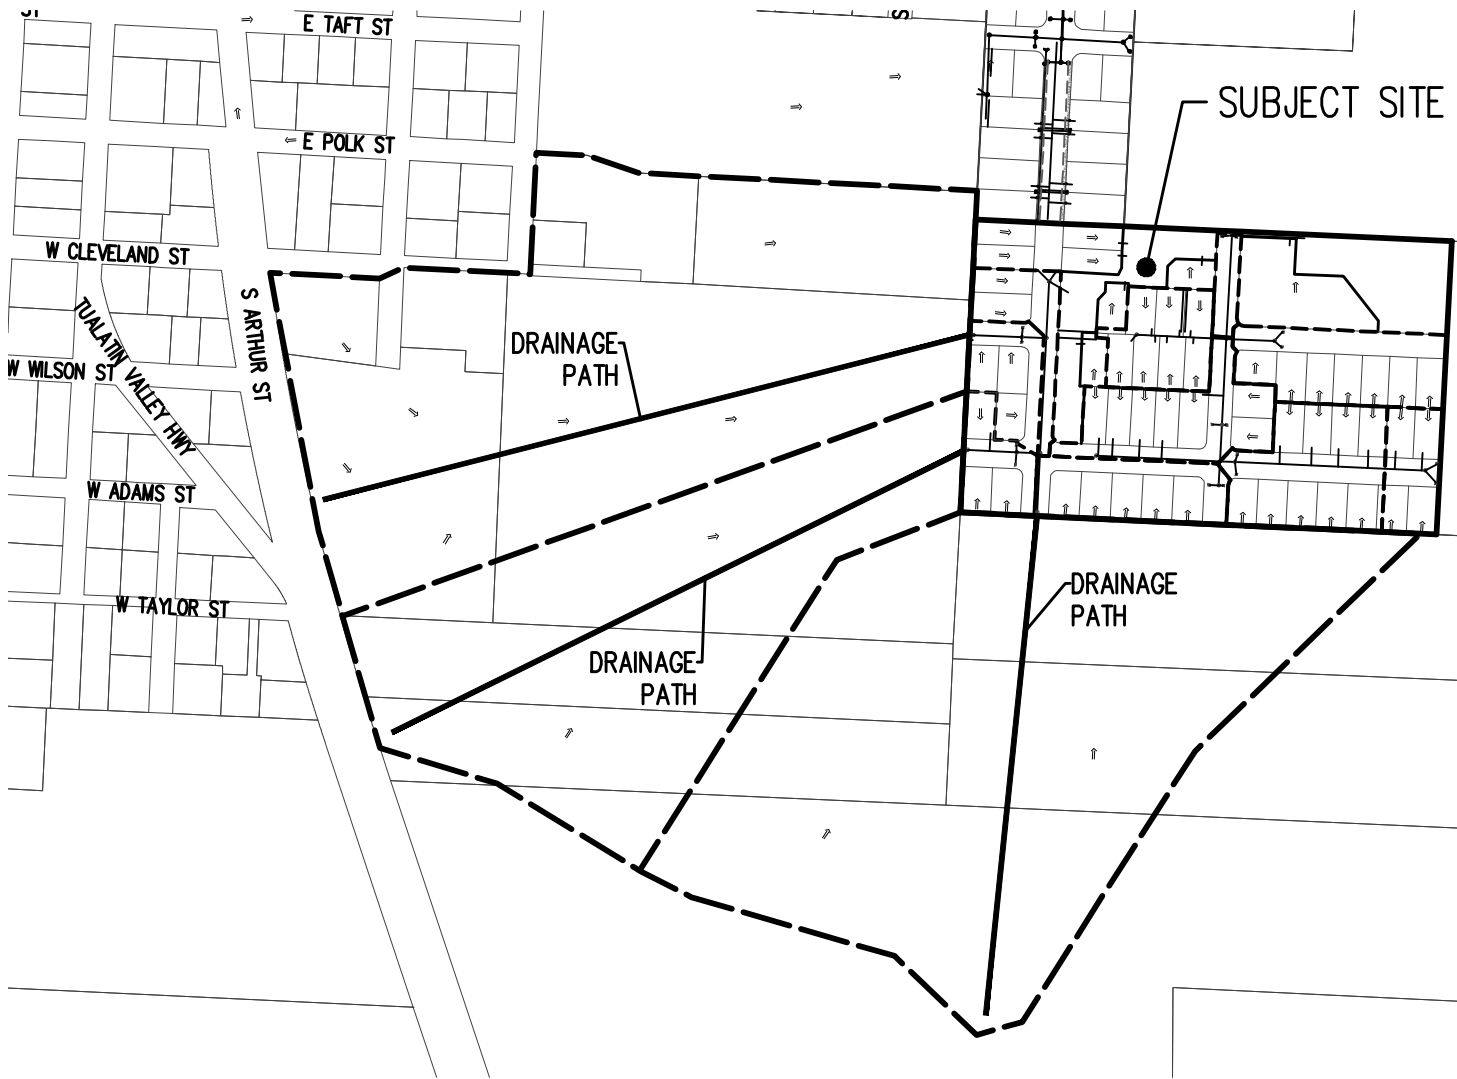 ST
E TAFT ST
S
SUBJECT SITE
E POLK ST
W CLEVELAND ST
S ARTHUR ST
TUALATIN VALLEY HWY
DRAINAGE
PATH
W WILSON ST
W ADAMS ST
DRAINAGE
PATH
W TAYLOR ST
DRAINAGE
PATH